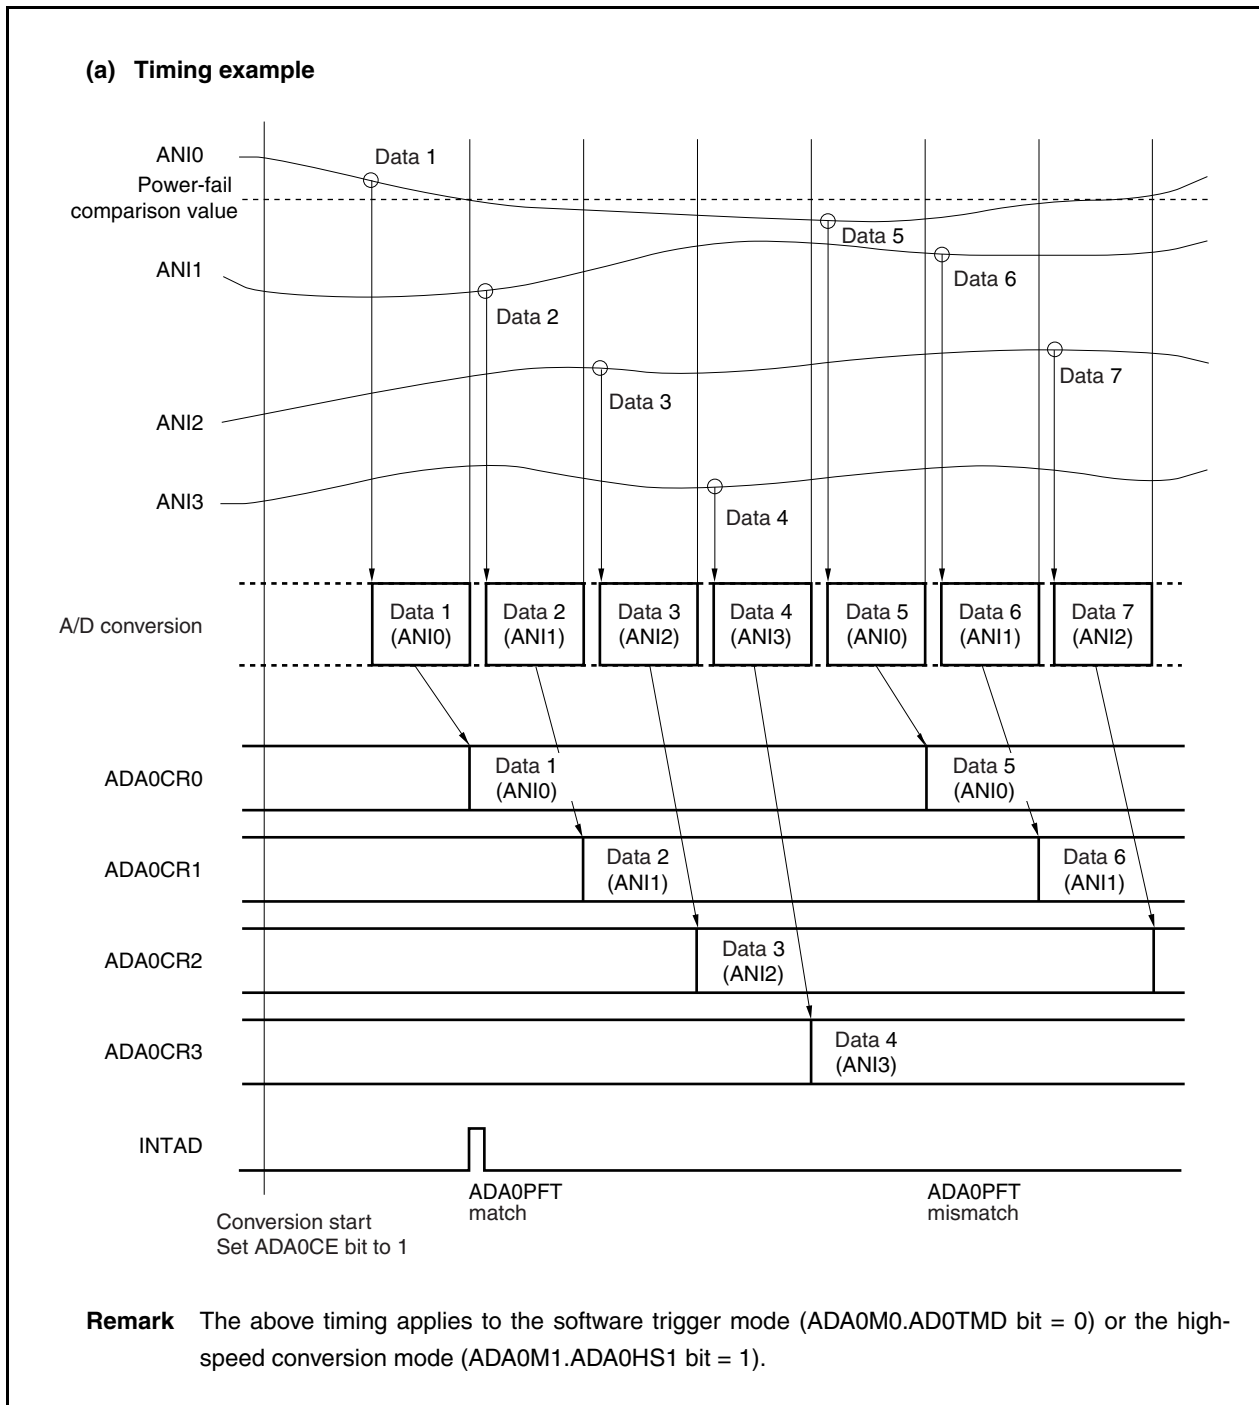 (a) Timing example
ANI0
Data 1
Power-fail
comparison value
Data 5
ANI1
Data 6
Data 2
Data 7
Data 3
ANI2
ANI3
Data 4
A/D conversion
Data 1
(ANI0)
Data 2
(ANI1)
Data 3
(ANI2)
Data 4
(ANI3)
Data 5
(ANI0)
Data 6
(ANI1)
Data 7
(ANI2)
ADA0CR0
Data 1
(ANI0)
Data 5
(ANI0)
ADA0CR1
Data 2
(ANI1)
Data 6
(ANI1)
ADA0CR2
Data 3
(ANI2)
ADA0CR3
Data 4
(ANI3)
INTAD
ADA0PFT
match
ADA0PFT
mismatch
Conversion start
Set ADA0CE bit to 1
Remark The above timing applies to the software trigger mode (ADA0M0.AD0TMD bit = 0) or the high-
speed conversion mode (ADA0M1.ADA0HS1 bit = 1).